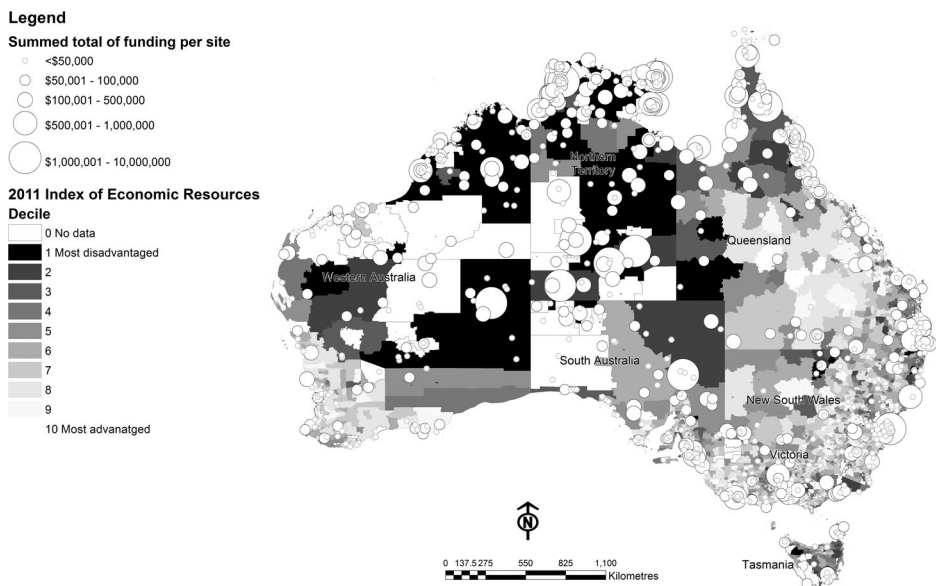 Legend
Summed total of funding per site
<$50,000
$50,001 - 100,000
$100,001 - 500,000
$500,001 - 1,000,000
$1,000,001 - 10,000,000
2011 Index of Economic Resources
Decile
0 No data
1 Most disadvantaged
2
3
4
5
6
7
8
9
10 Most advanatged
Northern
Territory
Queensland
Western Australia
South Australia
New South Wales
Victoria
Tasmania
N
0 137.5 275 550 825 1,100
Kilometres